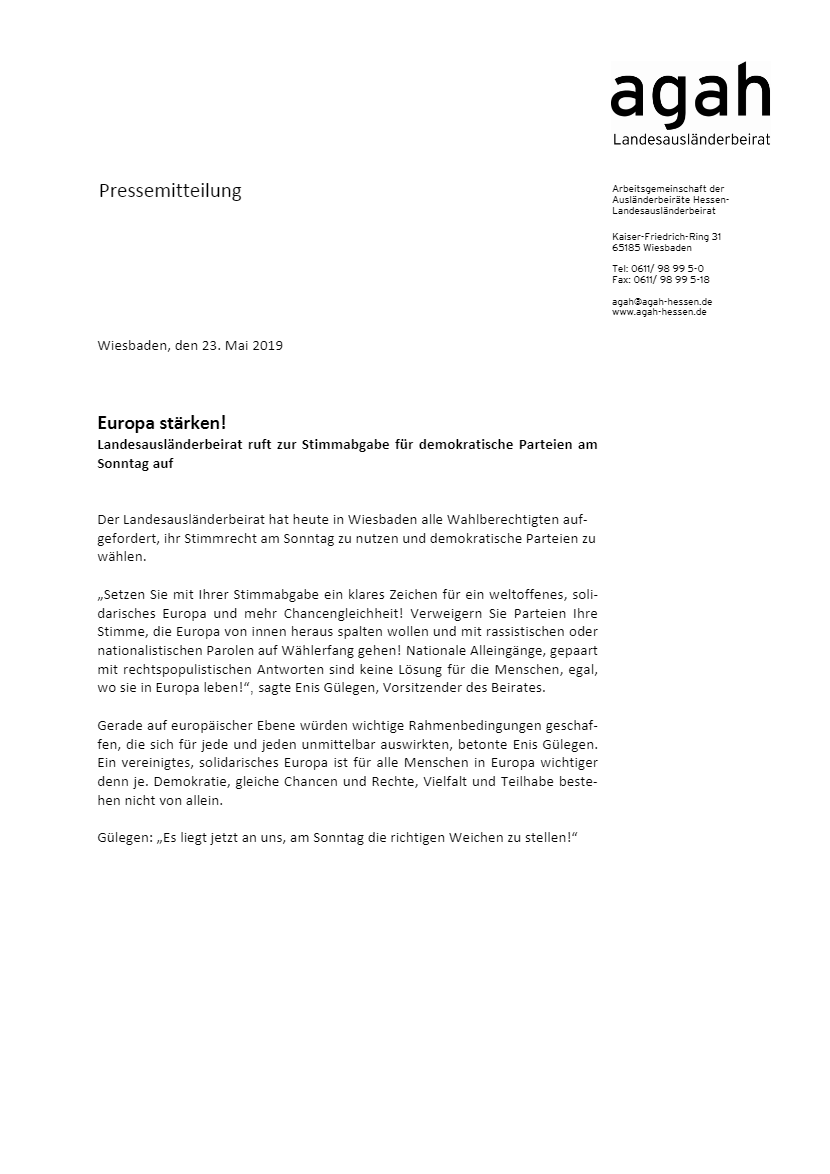 agah
Landesausländerbeirat
Pressemitteilung
Arbeitsgemeinschaft der
Ausländerbeiräte Hessen-
Landesausländerbeirat
Kaiser-Friedrich-Ring 31
65185 Wiesbaden
Tel: 0611/ 98 99 5-0
Fax: 0611/ 98 99 5-18
agah@agah-hessen.de
www.agah-hessen.de
Wiesbaden, den 23. Mai 2019
Europa stärken!
Landesausländerbeirat ruft zur Stimmabgabe für demokratische Parteien am
Sonntag auf
Der Landesausländerbeirat hat heute in Wiesbaden alle Wahlberechtigten auf-
gefordert, ihr Stimmrecht am Sonntag zu nutzen und demokratische Parteien zu
wählen.
„Setzen Sie mit Ihrer Stimmabgabe ein klares Zeichen für ein weltoffenes, soli-
darisches Europa und mehr Chancengleichheit! Verweigern Sie Parteien Ihre
Stimme, die Europa von innen heraus spalten wollen und mit rassistischen oder
nationalistischen Parolen auf Wählerfang gehen! Nationale Alleingänge, gepaart
mit rechtspopulistischen Antworten sind keine Lösung für die Menschen, egal,
wo sie in Europa leben!“, sagte Enis Gülegen, Vorsitzender des Beirates.
Gerade auf europäischer Ebene würden wichtige Rahmenbedingungen geschaf-
fen, die sich für jede und jeden unmittelbar auswirkten, betonte Enis Gülegen.
Ein vereinigtes, solidarisches Europa ist für alle Menschen in Europa wichtiger
denn je. Demokratie, gleiche Chancen und Rechte, Vielfalt und Teilhabe beste-
hen nicht von allein.
Gülegen: „Es liegt jetzt an uns, am Sonntag die richtigen Weichen zu stellen!“